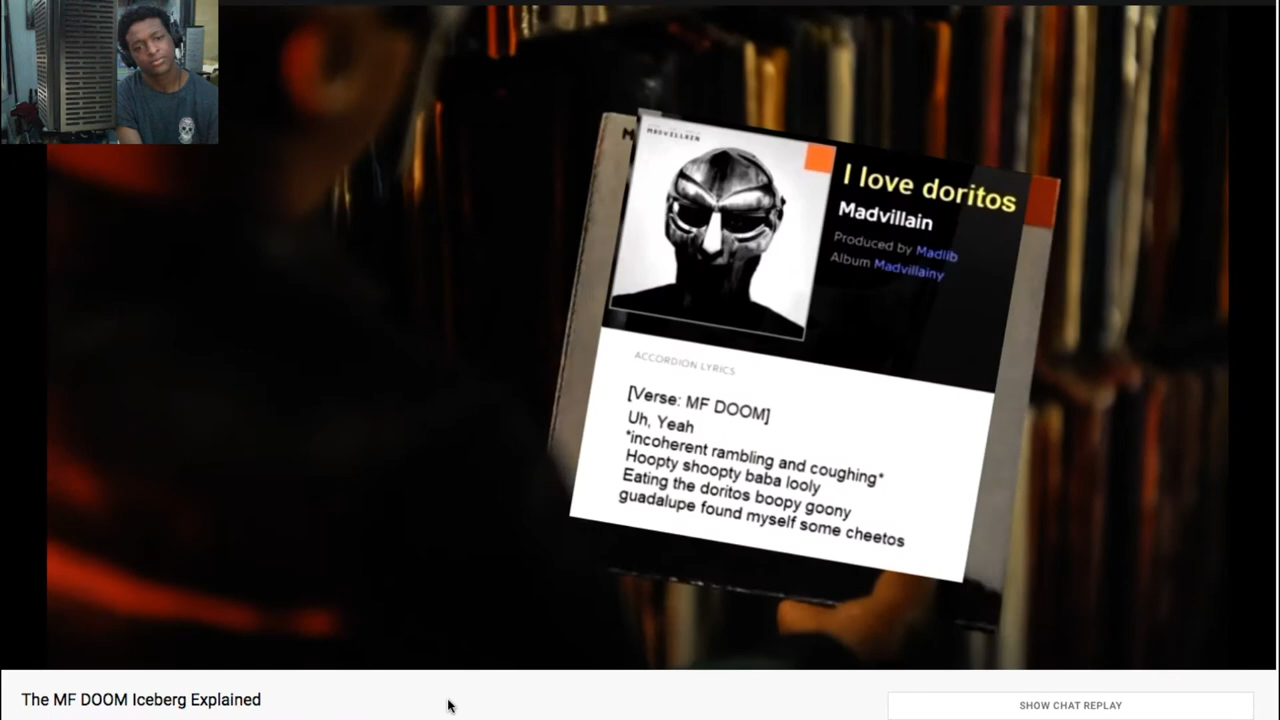 MADVILLAIN
I love doritos
Madvillain
Produced by Madlib
Album Madvillainy
ACCORDION LYRICS
[Verse: MF DOOM]
Uh, Yeah
*incoherent rambling and coughing*
Hoopty shoopty baba looly
Eating the doritos boopy goony
guadalupe found myself some cheetos
The MF DOOM Iceberg Explained
SHOW CHAT REPLAY